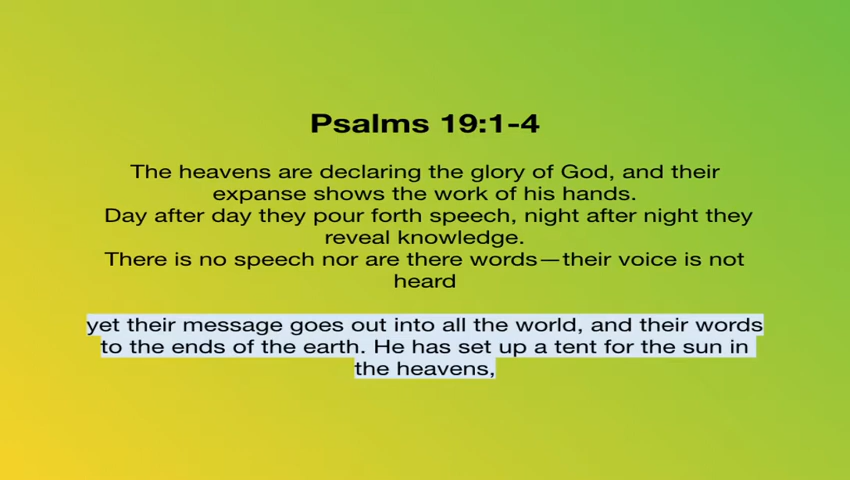 Psalms 19:1-4
The heavens are declaring the glory of God, and their
expanse shows the work of his hands.
Day after day they pour forth speech, night after night they
reveal knowledge.
There is no speech nor are there words—their voice is not
heard
yet their message goes out into all the world, and their words
to the ends of the earth. He has set up a tent for the sun in
the heavens,